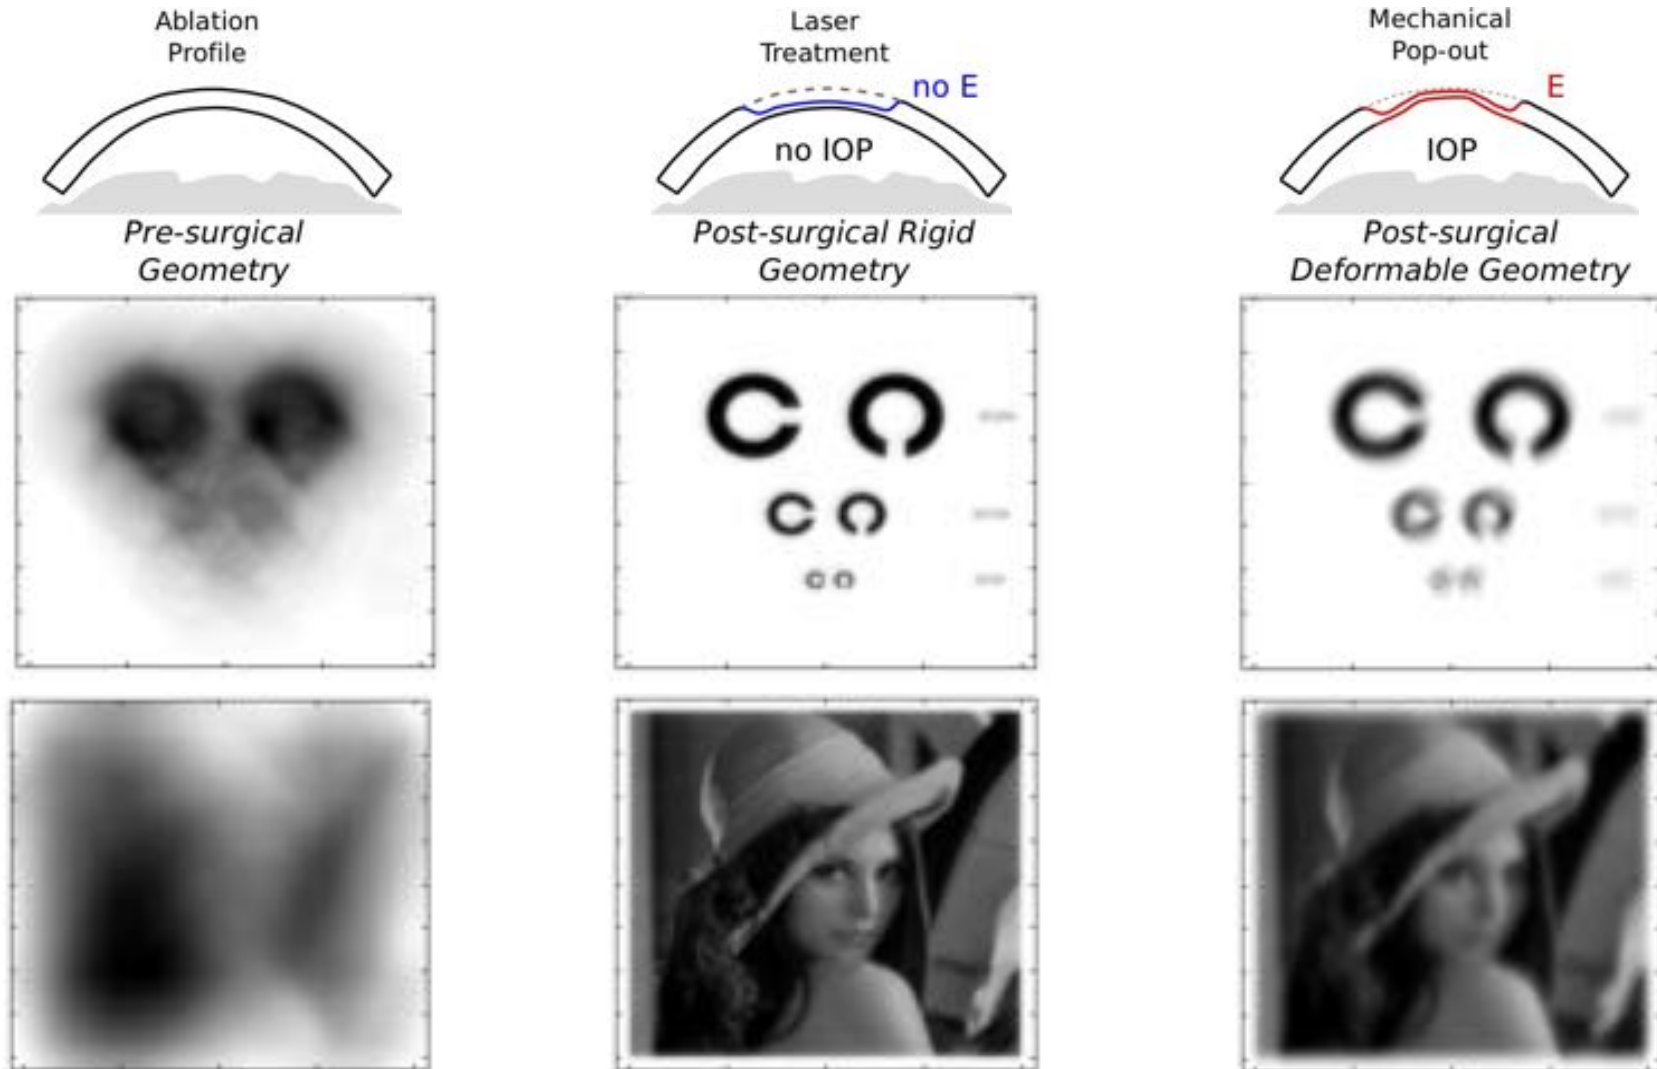 Ablation
Profile
Laser
Treatment
no E
no IOP
Mechanical
Pop-out
E
IOP
Pre-surgical
Geometry
Post-surgical Rigid
Geometry
Post-surgical
Deformable Geometry